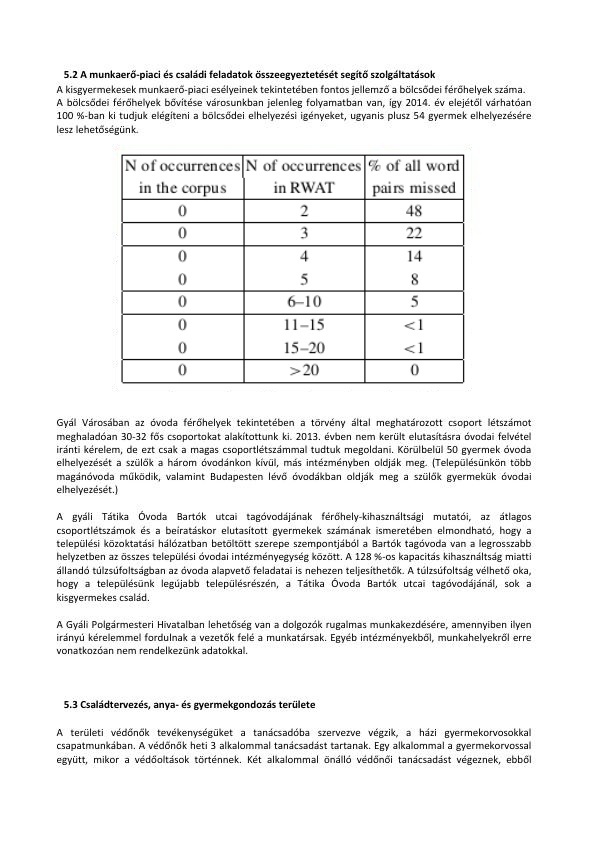 5.2 A munkaerő-piaci és családi feladatok összeegyeztetését segítő szolgáltatások
A kisgyermekesek munkaerő-piaci esélyeinek tekintetében fontos jellemző a bölcsődei férőhelyek száma.
A bölcsődei férőhelyek bővítése városunkban jelenleg folyamatban van, így 2014. év elejétől várhatóan
100 %-ban ki tudjuk elégíteni a bölcsődei elhelyezési igényeket, ugyanis plusz 54 gyermek elhelyezésére
lesz lehetőségünk.
N of occurrences N of occurrences % of all word
in the corpus in RWAT pairs missed
0 2 48
0 3 22
0 4 14
0 5 8
0 6–10 5
0 11–15 <1
0 15–20 <1
0 >20 0
Gyál Városában az óvoda férőhelyek tekintetében a törvény által meghatározott csoport létszámot
meghaladóan 30-32 fős csoportokat alakítottunk ki. 2013. évben nem került elutasításra óvodai felvétel
iránti kérelem, de ezt csak a magas csoportlétszámmal tudtuk megoldani. Körülbelül 50 gyermek óvoda
elhelyezését a szülők a három óvodánkon kívül, más intézményben oldják meg. (Településünkön több
magánóvoda működik, valamint Budapesten lévő óvodákban oldják meg a szülők gyermekük óvodai
elhelyezését.)
A gyáli Tátika Óvoda Bartók utcai tagóvodájának férőhely-kihasználtsági mutatói, az átlagos
csoportlétszámok és a beíratáskor elutasított gyermekek számának ismeretében elmondható, hogy a
települési közoktatási hálózatban betöltött szerepe szempontjából a Bartók tagóvoda van a legrosszabb
helyzetben az összes települési óvodai intézményegység között. A 128 %-os kapacitás kihasználtság miatti
állandó túlzsúfoltságban az óvoda alapvető feladatai is nehezen teljesíthetők. A túlzsúfoltság vélhető oka,
hogy a településünk legújabb településrészén, a Tátika Óvoda Bartók utcai tagóvodájánál, sok a
kisgyermekes család.
A Gyáli Polgármesteri Hivatalban lehetőség van a dolgozók rugalmas munkakezdésére, amennyiben ilyen
irányú kérelemmel fordulnak a vezetők felé a munkatársak. Egyéb intézményekből, munkahelyekről erre
vonatkozóan nem rendelkezünk adatokkal.
5.3 Családtervezés, anya- és gyermekgondozás területe
A területi védőnők tevékenységüket a tanácsadóba szervezve végzik, a házi gyermekorvosokkal
csapatmunkában. A védőnők heti 3 alkalommal tanácsadást tartanak. Egy alkalommal a gyermekorvossal
együtt, mikor a védőoltások történnek. Két alkalommal önálló védőnői tanácsadást végeznek, ebből